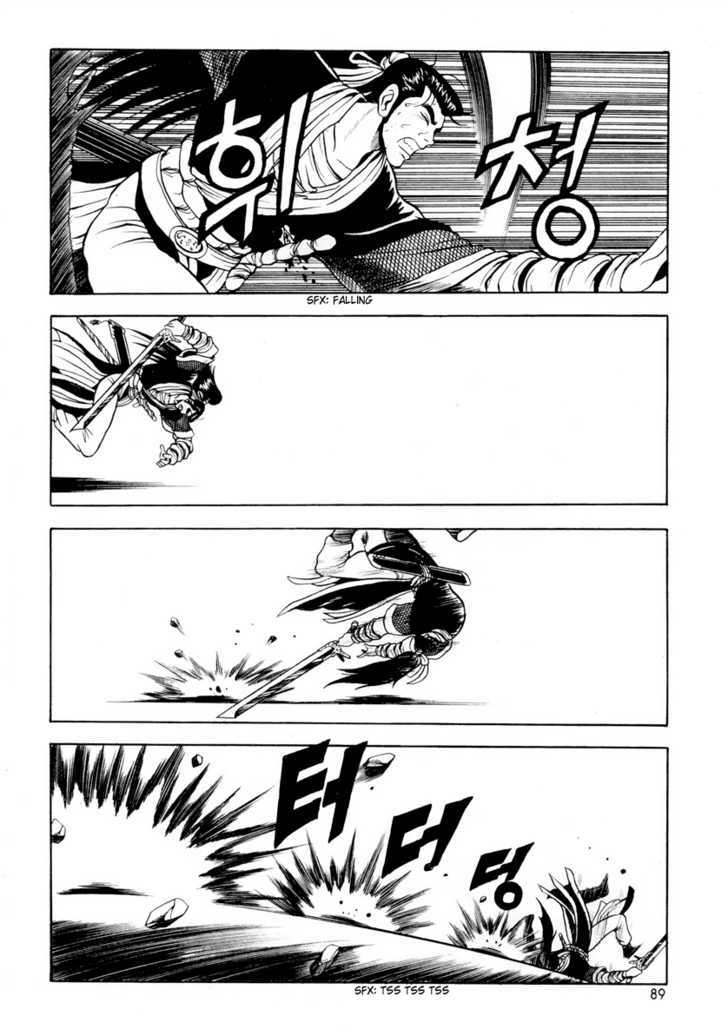 휘청
SFX: FALLING
터
더
덩
SFX: TSS TSS TSS
89